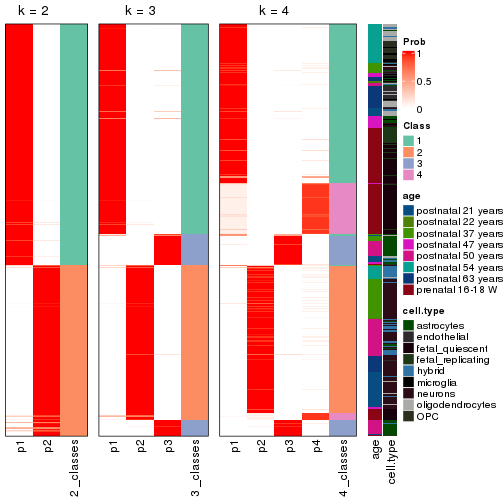 k = 2
k = 3
k = 4
p1
p2
2_classes
p1
p2
p3
3_classes
p1
p2
p3
p4
4_classes
age
cell.type
Prob
1
0.5
0
Class
1
2
3
4
age
postnatal 21 years
postnatal 22 years
postnatal 37 years
postnatal 47 years
postnatal 50 years
postnatal 54 years
postnatal 63 years
prenatal 16-18 W
cell.type
astrocytes
endothelial
fetal_quiescent
fetal_replicating
hybrid
microglia
neurons
oligodendrocytes
OPC